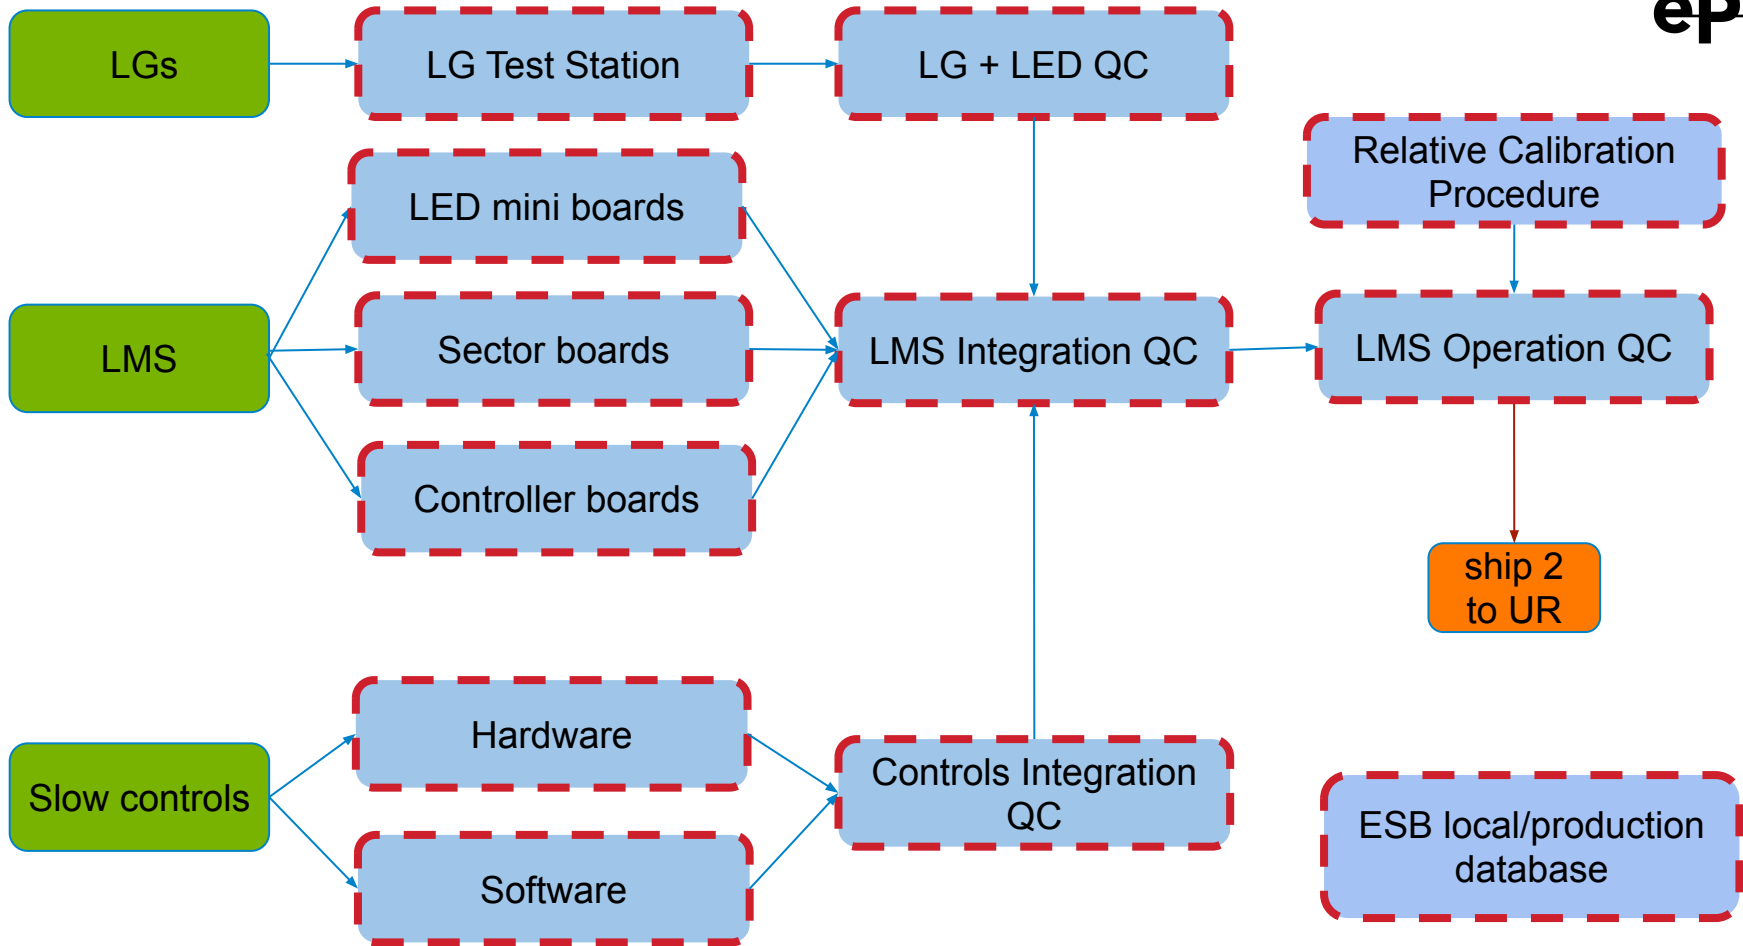 eP
LGs
LG Test Station
LG + LED QC
Relative Calibration
Procedure
LED mini boards
LMS
Sector boards
LMS Integration QC
LMS Operation QC
Controller boards
ship 2
to UR
Hardware
Slow controls
Controls Integration
QC
ESB local/production
database
Software